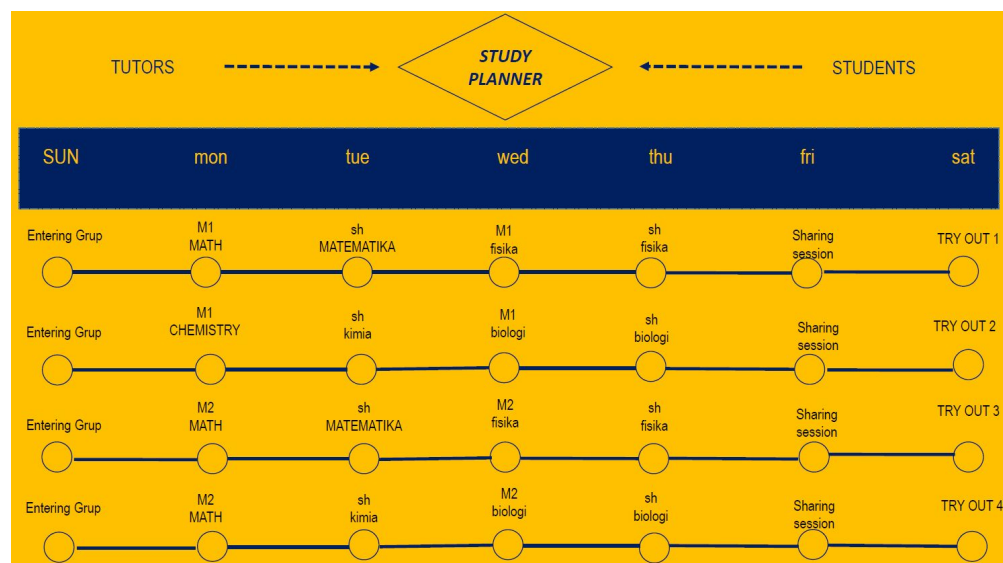 TUTORS
STUDY
PLANNER
STUDENTS
SUN mon tue wed thu fri sat
Entering Grup
M1
MATH
sh
MATEMATIKA
M1
fisika
sh
fisika
Sharing
session
TRY OUT 1
Entering Grup
M1
CHEMISTRY
sh
kimia
M1
biologi
sh
biologi
Sharing
session
TRY OUT 2
Entering Grup
M2
MATH
sh
MATEMATIKA
M2
fisika
sh
fisika
Sharing
session
TRY OUT 3
Entering Grup
M2
MATH
sh
kimia
M2
biologi
sh
biologi
Sharing
session
TRY OUT 4